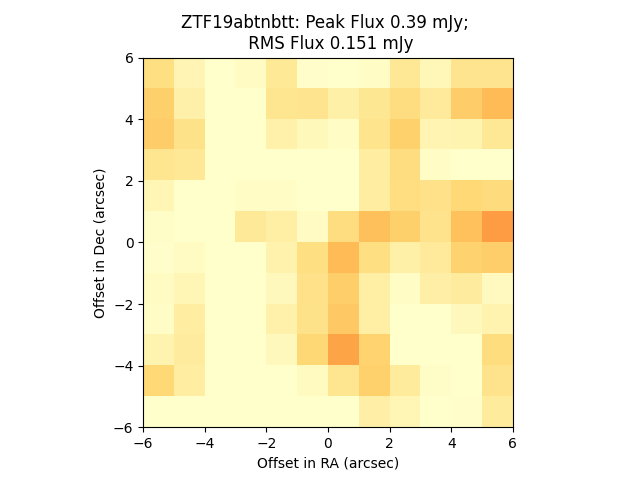 ZTF19abtnbtt: Peak Flux 0.39 mJy;
RMS Flux 0.151 mJy
6
4
2
0
−2
−4
−6
Offset in Dec (arcsec)
−6 −4 −2 0 2 4 6
Offset in RA (arcsec)